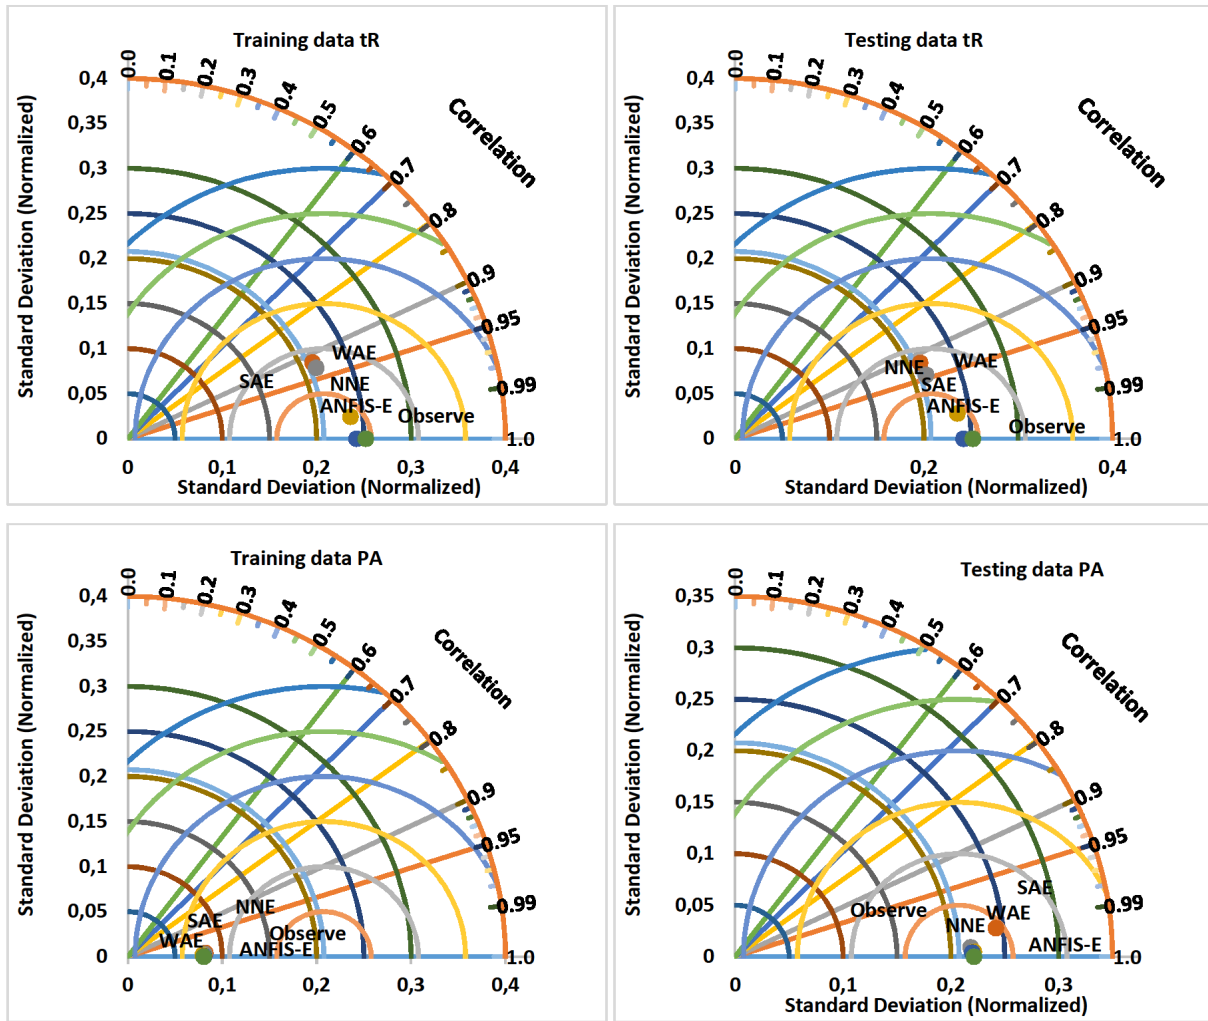 Training data tR
Standard Deviation (Normalized)
0,4
0,35
0,3
0,25
0,2
0,15
0,1
0,05
0
0.0
0.1
0.2
0.3
0.4
0.5
0.6
0.7
0.8
0.9
0.95
0.99
1.0
Correlation
WAE
SAE
NNE
ANFIS-E
Observe
0
0,1
0,2
0,3
0,4
Standard Deviation (Normalized)
Testing data tR
Standard Deviation (Normalized)
0,4
0,35
0,3
0,25
0,2
0,15
0,1
0,05
0
0.0
0.1
0.2
0.3
0.4
0.5
0.6
0.7
0.8
0.9
0.95
0.99
1.0
Correlation
NNE
WAE
SAE
ANFIS-E
Observe
0
0,2
0,4
Standard Deviation (Normalized)
Training data PA
Standard Deviation (Normalized)
0,4
0,35
0,3
0,25
0,2
0,15
0,1
0,05
0
0.0
0.1
0.2
0.3
0.4
0.5
0.6
0.7
0.8
0.9
0.95
0.99
1.0
Correlation
NNE
SAE
WAE
Observe
ANFIS-E
0
0,1
0,2
0,3
0,4
Testing data PA
Standard Deviation (Normalized)
0,35
0,3
0,25
0,2
0,15
0,1
0,05
0
0.0
0.1
0.2
0.3
0.4
0.5
0.6
0.7
0.8
0.9
0.95
0.99
1.0
Correlation
SAE
Observe
WAE
NNE
ANFIS-E
0
0,1
0,2
0,3
Standard Deviation (Normalized)